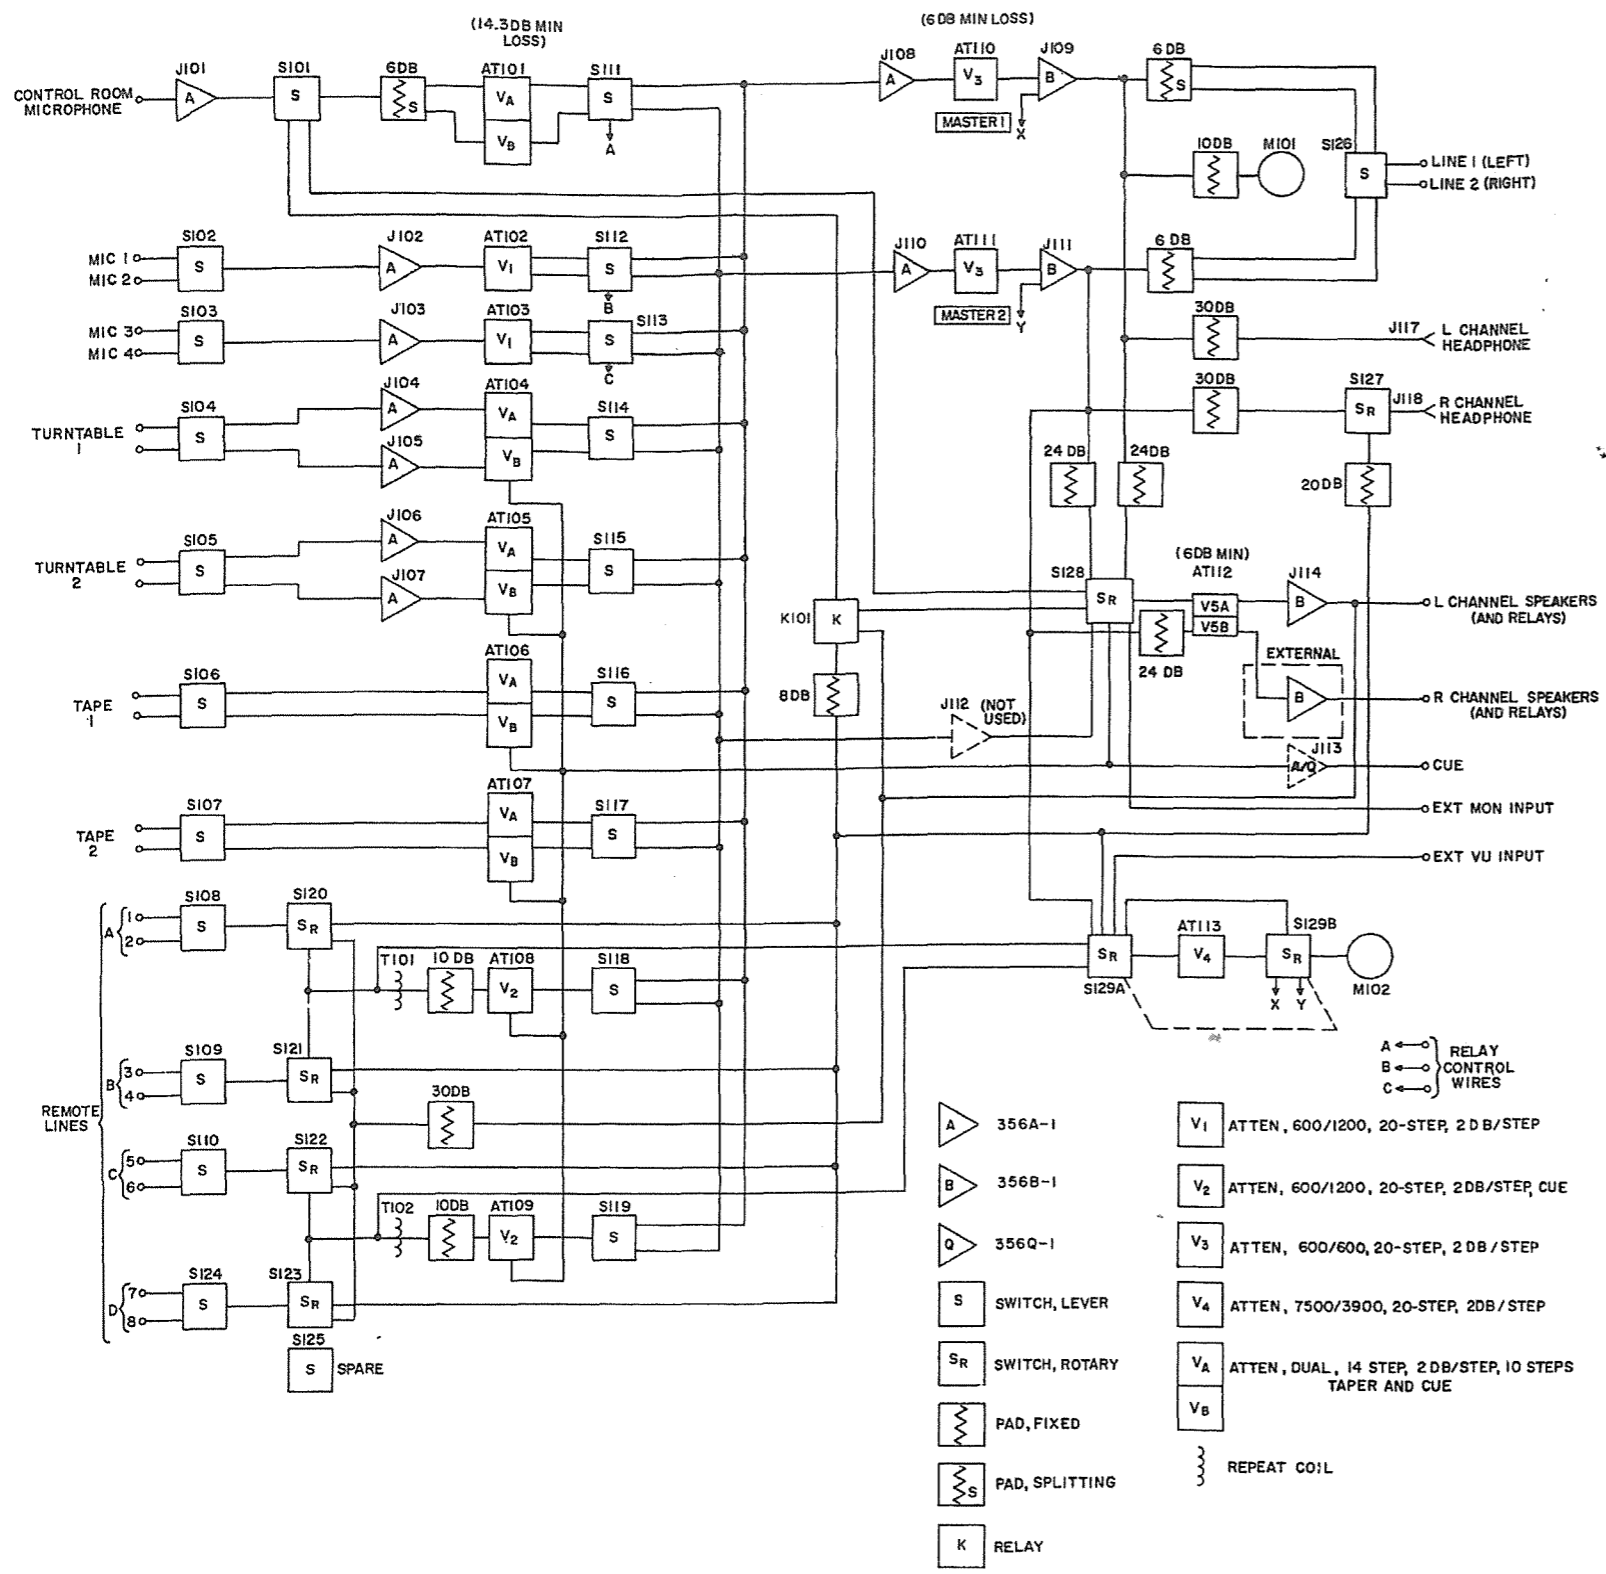 (14.3DB MIN
LOSS)
(6DB MIN LOSS)
J101
S101
6DB
AT101
S111
J108
AT110
J109
6 DB
CONTROL ROOM
MICROPHONE
A
S
S
VA
VB
S
A
A
V3
B
S
MASTER 1
X
10DB
M101
S126
S
LINE 1 (LEFT)
LINE 2 (RIGHT)
S102
J102
AT102
S112
J110
AT111
J111
6 DB
MIC 1
MIC 2
S
A
V1
S
B
A
V3
B
MASTER 2
Y
S103
J103
AT103
S113
MIC 3
MIC 4
S
A
V1
S
C
30DB
J117
L CHANNEL
HEADPHONE
30DB
S127
SR
J118
R CHANNEL
HEADPHONE
S104
J104
J105
AT104
S114
TURNTABLE
1
S
A
A
VA
VB
S
24 DB
24DB
20DB
S105
J106
J107
AT105
S115
TURNTABLE
2
S
A
A
VA
VB
S
(6DB MIN)
AT112
S128
SR
V5A
V5B
J114
B
L CHANNEL SPEAKERS
(AND RELAYS)
K101
K
24 DB
EXTERNAL
B
R CHANNEL SPEAKERS
(AND RELAYS)
S106
AT106
S116
TAPE
1
S
VA
VB
S
8DB
J112
(NOT
USED)
J113
A/Q
CUE
S107
AT107
S117
TAPE
2
S
VA
VB
S
EXT MON INPUT
EXT VU INPUT
S108
S120
A
1
2
S
SR
T101
10 DB
AT108
V2
S118
S
SR
S129A
AT113
V4
S129B
SR
X
Y
M102
S109
S121
B
3
4
S
SR
30DB
REMOTE
LINES
A
B
C
RELAY
CONTROL
WIRES
S110
S122
C
5
6
S
SR
T102
10DB
AT109
V2
S119
S
S124
S123
D
7
8
S
SR
S125
S
SPARE
A
356A-1
B
356B-1
Q
356Q-1
S
SWITCH, LEVER
SR
SWITCH, ROTARY
PAD, FIXED
S
PAD, SPLITTING
K
RELAY
V1
ATTEN, 600/1200, 20-STEP, 2DB/STEP
V2
ATTEN, 600/1200, 20-STEP, 2DB/STEP, CUE
V3
ATTEN, 600/600, 20-STEP, 2DB/STEP
V4
ATTEN, 7500/3900, 20-STEP, 2DB/STEP
VA
VB
ATTEN, DUAL, 14 STEP, 2DB/STEP, 10 STEPS
TAPER AND CUE
REPEAT COIL